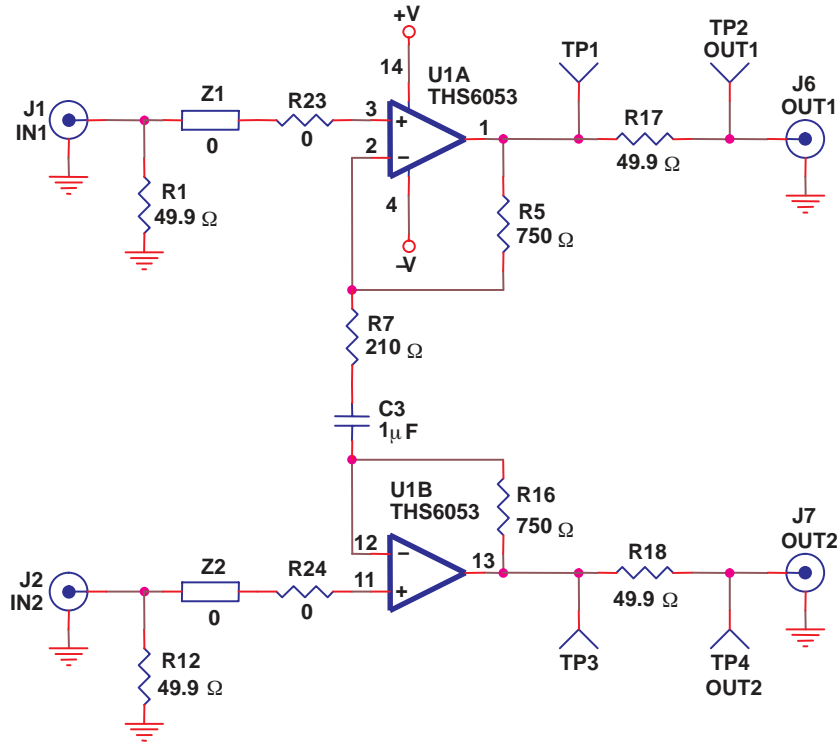 +V
TP1
TP2
OUT1
14
U1A
THS6053
J1
IN1
Z1
0
R23
0
3
+
2
−
1
R17
49.9 Ω
J6
OUT1
R1
49.9 Ω
4
−V
R5
750 Ω
R7
210 Ω
C3
1μF
U1B
THS6053
R16
750 Ω
12
−
11
+
13
J2
IN2
Z2
0
R24
0
R18
49.9 Ω
J7
OUT2
R12
49.9 Ω
TP3
TP4
OUT2